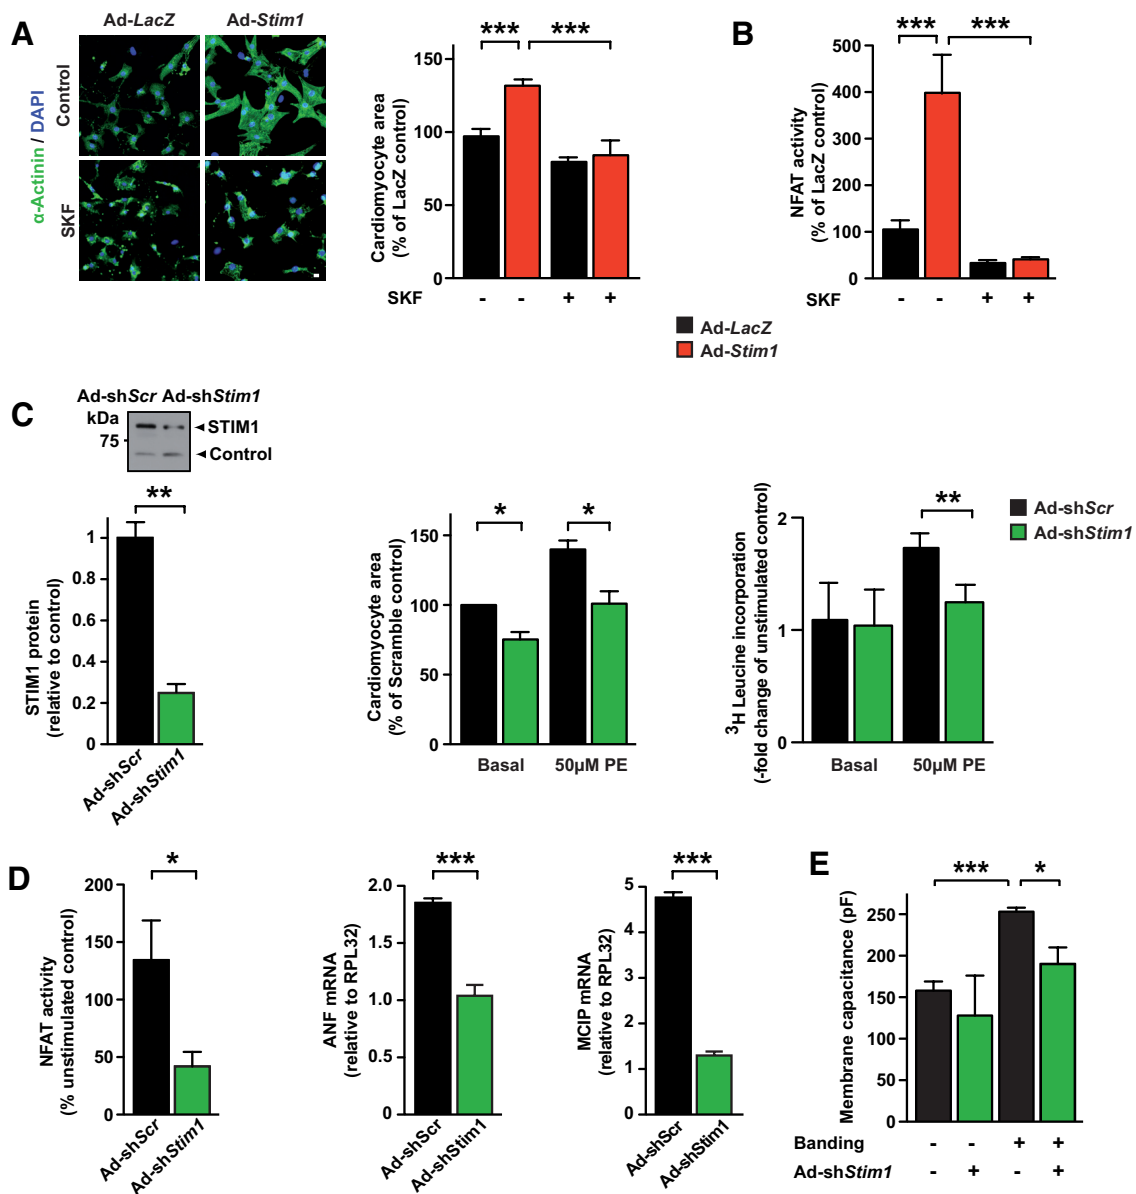 A
Ad-LacZ Ad-Stim1
α-Actinin / DAPI
Control
SKF
Cardiomyocyte area
(% of LacZ control)
150
100
50
0
*** ***
SKF - - + +
B
NFAT activity
(% of LacZ control)
500
400
300
200
100
0
*** ***
SKF - - + +
Ad-LacZ
Ad-Stim1
C
Ad-shScr Ad-shStim1
kDa
75
STIM1
Control
STIM1 protein
(relative to control)
1
0.8
0.6
0.4
0.2
0
**
Ad-shScr
Ad-shStim1
Cardiomyocyte area
(% of Scramble control)
150
100
50
0
* *
Basal 50μM PE
3H Leucine incorporation
(-fold change of unstimulated control)
2
1
0
**
Basal 50μM PE
Ad-shScr
Ad-shStim1
D
NFAT activity
(% unstimulated control)
200
150
100
50
0
*
Ad-shScr
Ad-shStim1
ANF mRNA
(relative to RPL32)
2.0
1.5
1.0
0.5
0
***
Ad-shScr
Ad-shStim1
MCIP mRNA
(relative to RPL32)
5
4
3
2
1
0
***
Ad-shScr
Ad-shStim1
E
Membrane capacitance (pF)
250
200
150
100
50
0
*** *
Banding - - + +
Ad-shStim1 - + - +